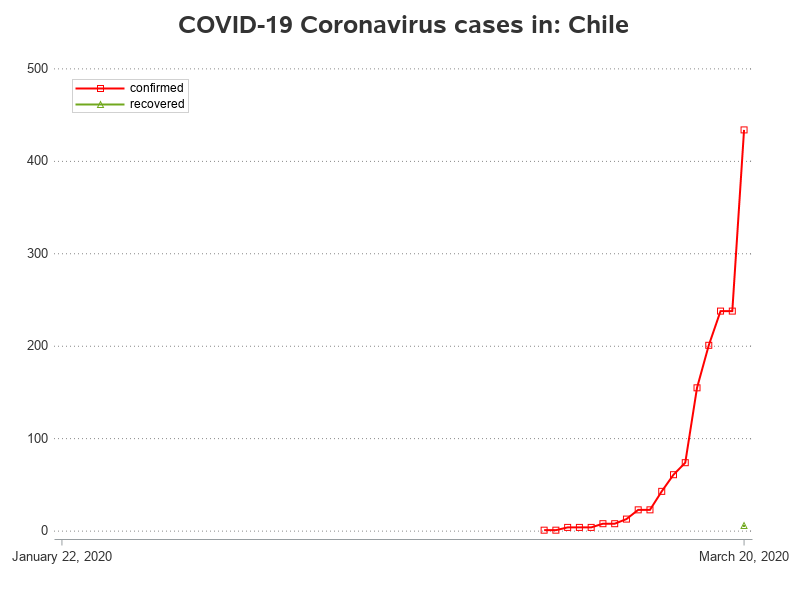 COVID-19 Coronavirus cases in: Chile
500
confirmed
recovered
400
300
200
100
0
January 22, 2020
March 20, 2020